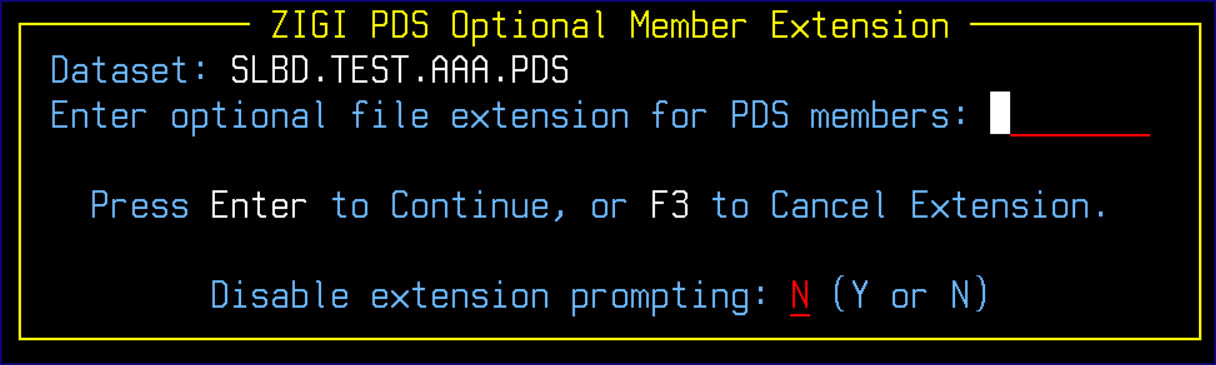 ZIGI PDS Optional Member Extension
Dataset: SLBD.TEST.AAA.PDS
Enter optional file extension for PDS members:
Press Enter to Continue, or F3 to Cancel Extension.
Disable extension prompting: N (Y or N)